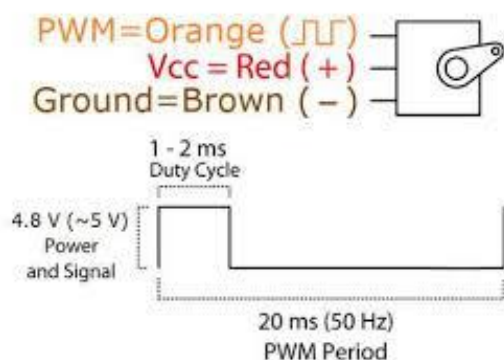 PWM=Orange (⎍⎍)
Vcc = Red (+)
Ground=Brown (−)
1 - 2 ms
Duty Cycle
4.8 V (~5 V)
Power
and Signal
20 ms (50 Hz)
PWM Period